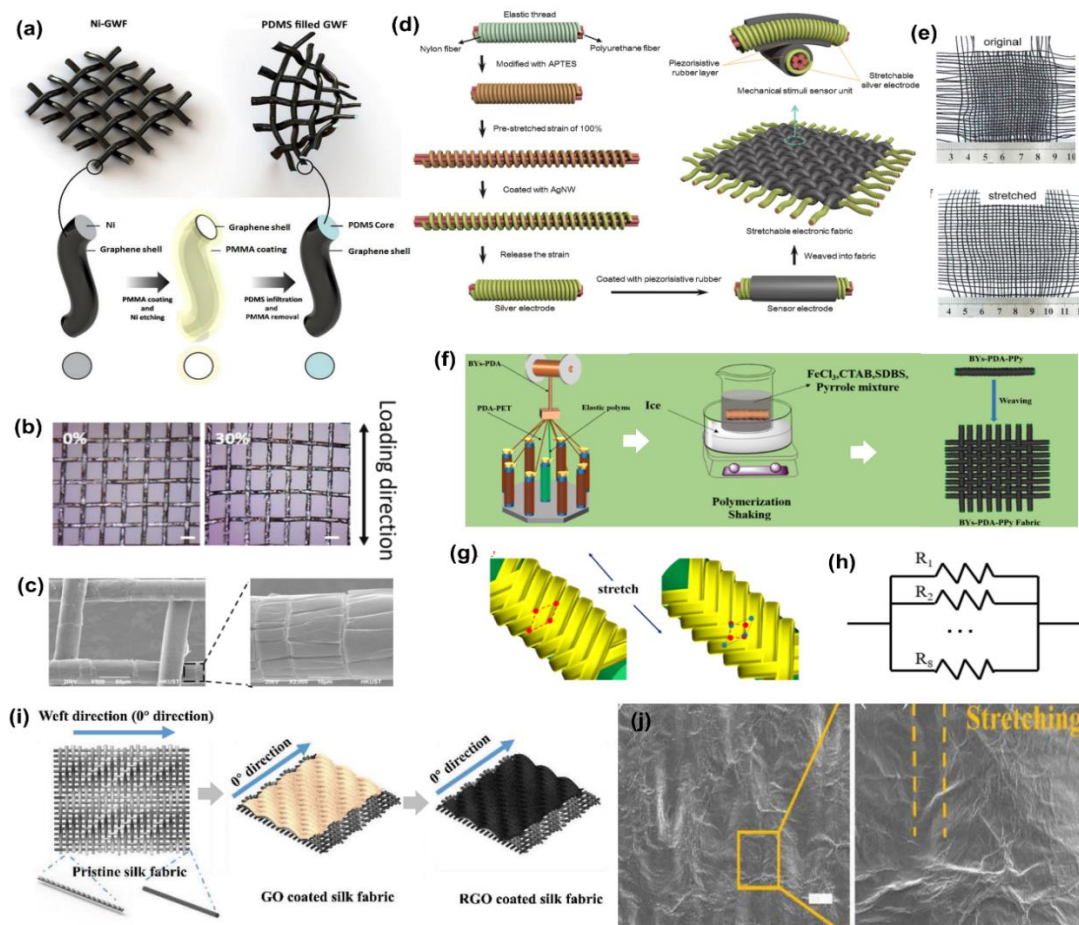 (a)
Ni-GWF
PDMS filled GWF
Ni
Graphene shell
PMMA coating
and
Ni etching
Graphene shell
PMMA coating
PDMS infiltration
and
PMMA removal
PDMS Core
Graphene shell
(b)
0%
30%
Loading direction
(c)
HKUST
HKUST
(d)
Elastic thread
Nylon fiber
Polyurethane fiber
Modified with APTES
Pre-stretched strain of 100%
Coated with AgNW
Release the strain
Silver electrode
Coated with piezorisistive rubber
Sensor electrode
Weaved into fabric
Stretchable electronic fabric
Mechanical stimuli sensor unit
Piezorisistive
rubber layer
Stretchable
silver electrode
(e)
original
3 4 5 6 7 8 9 10
stretched
1 2 3 4 5 6 7 8 9 10 11
(f)
BYs-PDA
PDA-PET
Elastic polyms
Ice
FeCl3,CTAB,SDBS,
Pyrrole mixture
Polymerization
Shaking
BYs-PDA-PPy
Weaving
BYs-PDA-PPy Fabric
(g)
stretch
(h)
R1
R2
...
R8
(i)
Weft direction (0° direction)
Pristine silk fabric
0° direction
GO coated silk fabric
0° direction
RGO coated silk fabric
(j)
Stretching